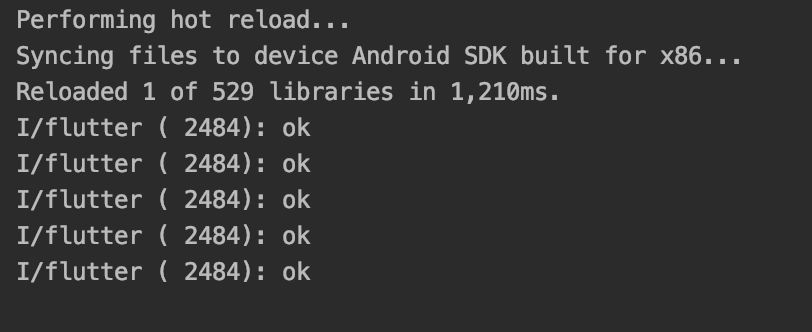 Performing hot reload...
Syncing files to device Android SDK built for x86...
Reloaded 1 of 529 libraries in 1,210ms.
I/flutter ( 2484): ok
I/flutter ( 2484): ok
I/flutter ( 2484): ok
I/flutter ( 2484): ok
I/flutter ( 2484): ok